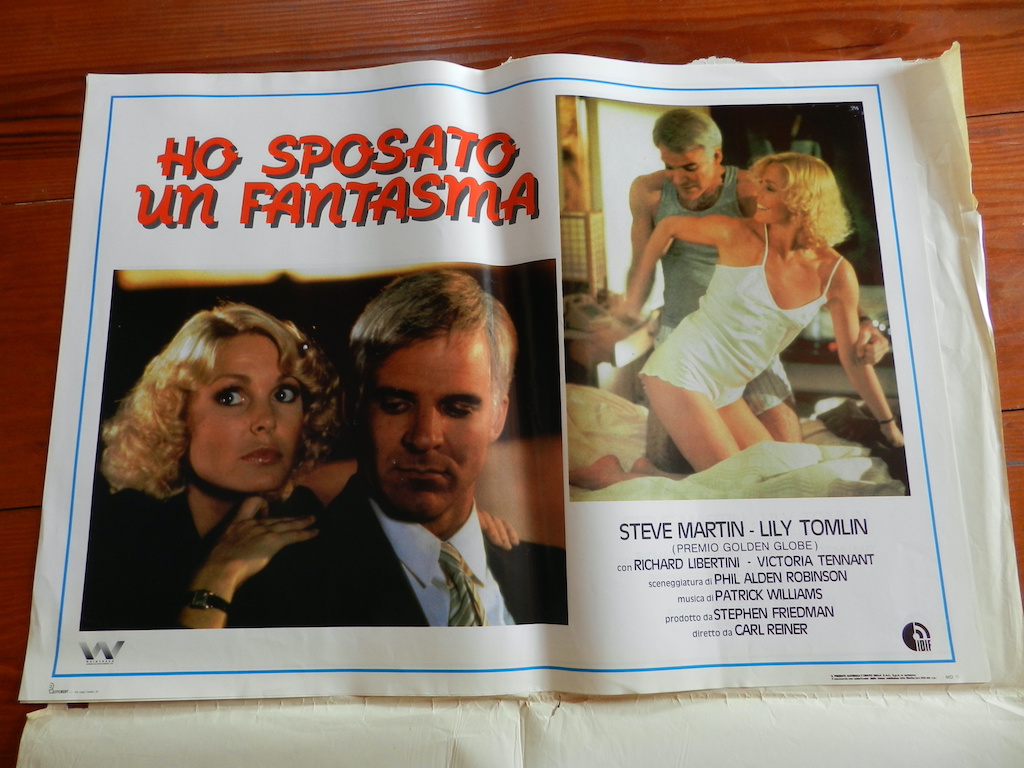 HO SPOSATO
UN FANTASMA
STEVE MARTIN - LILY TOMLIN
(PREMIO GOLDEN GLOBE)
con RICHARD LIBERTINI - VICTORIA TENNANT
sceneggiatura di PHIL ALDEN ROBINSON
musica di PATRICK WILLIAMS
prodotto da STEPHEN FRIEDMAN
diretto da CARL REINER
IBIF